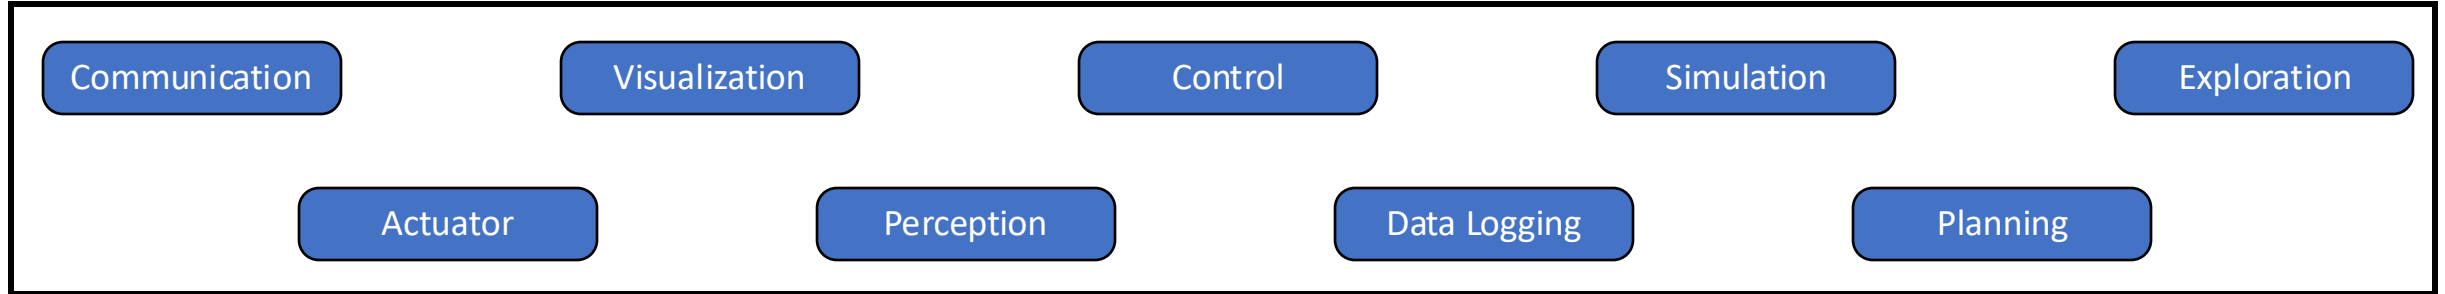 Communication
Visualization
Control
Simulation
Exploration
Actuator
Perception
Data Logging
Planning